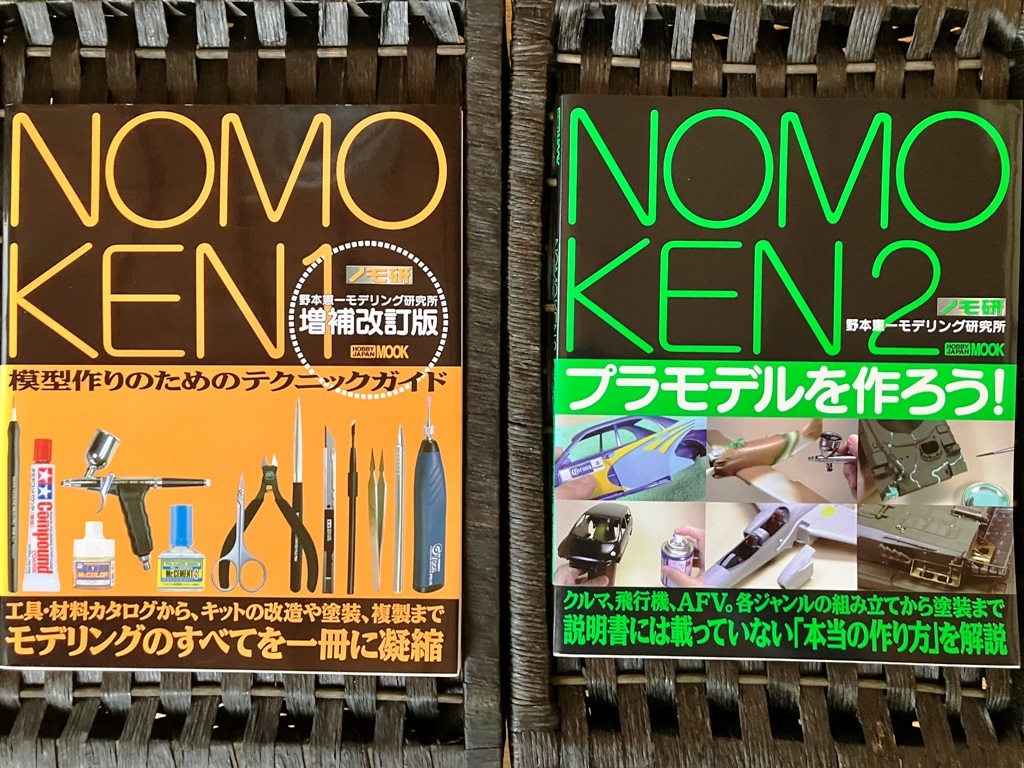 NOMO
KEN1
ノモ研
野本憲一モデリング研究所
増補改訂版
HOBBY JAPAN MOOK
模型作りのためのテクニックガイド
TAMIYA
Compound
Mr.COLOR
Mr.CEMENT S
工具・材料カタログから、キットの改造や塗装、複製まで
モデリングのすべてを一冊に凝縮
NOMO
KEN2
ノモ研
野本憲一モデリング研究所
HOBBY JAPAN MOOK
プラモデルを作ろう!
クルマ、飛行機、AFV。各ジャンルの組み立てから塗装まで
説明書には載っていない「本当の作り方」を解説